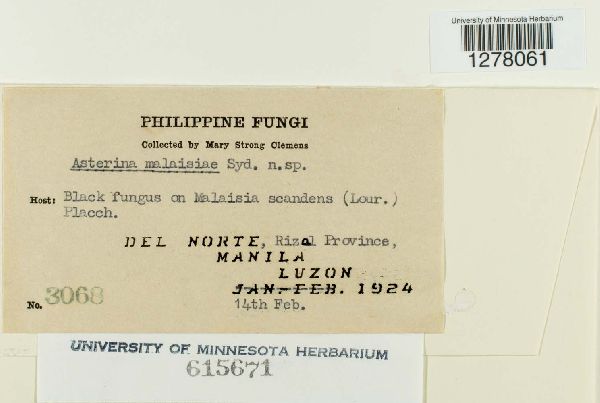 University of Minnesota Herbarium
1278061
PHILIPPINE FUNGI
Collected by Mary Strong Clemens
Asterina malaisiae Syd. n.sp.
Host: Black fungus on Malaisia scandens (Lour.)
Placch.
DEL NORTE, Rizal Province,
MANILA
LUZON
JAN.-FEB. 1924
No. 3068
14th Feb.
UNIVERSITY OF MINNESOTA HERBARIUM
615671